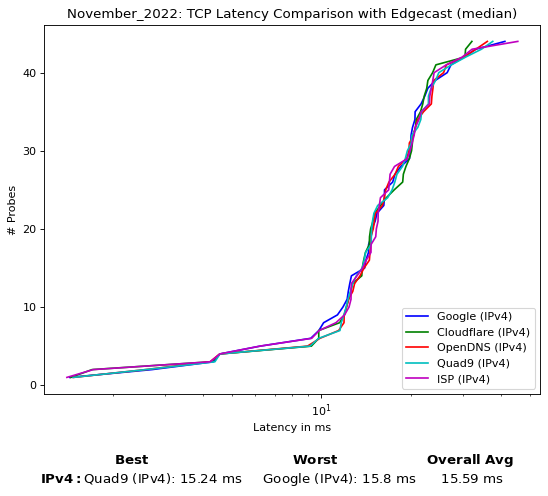 November_2022: TCP Latency Comparison with Edgecast (median)
# Probes
40
30
20
10
0
10¹
Latency in ms
Google (IPv4)
Cloudflare (IPv4)
OpenDNS (IPv4)
Quad9 (IPv4)
ISP (IPv4)
Best Worst Overall Avg
IPv4: Quad9 (IPv4): 15.24 ms Google (IPv4): 15.8 ms 15.59 ms